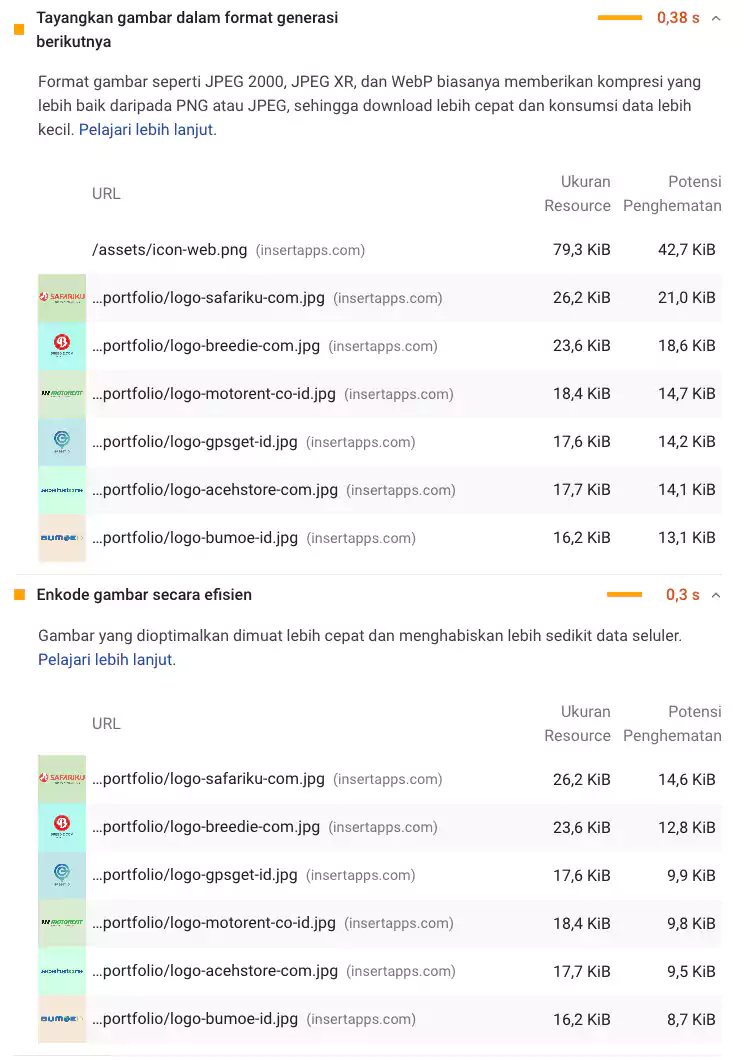 Tayangkan gambar dalam format generasi 0,38 s
berikutnya
Format gambar seperti JPEG 2000, JPEG XR, dan WebP biasanya memberikan kompresi yang
lebih baik daripada PNG atau JPEG, sehingga download lebih cepat dan konsumsi data lebih
kecil. Pelajari lebih lanjut.
URL Ukuran Resource Potensi Penghematan
/assets/icon-web.png (insertapps.com) 79,3 KiB 42,7 KiB
SAFARIKU …portfolio/logo-safariku-com.jpg (insertapps.com) 26,2 KiB 21,0 KiB
…portfolio/logo-breedie-com.jpg (insertapps.com) 23,6 KiB 18,6 KiB
MOTORENT …portfolio/logo-motorent-co-id.jpg (insertapps.com) 18,4 KiB 14,7 KiB
…portfolio/logo-gpsget-id.jpg (insertapps.com) 17,6 KiB 14,2 KiB
…portfolio/logo-acehstore-com.jpg (insertapps.com) 17,7 KiB 14,1 KiB
BUMOE …portfolio/logo-bumoe-id.jpg (insertapps.com) 16,2 KiB 13,1 KiB
Enkode gambar secara efisien 0,3 s
Gambar yang dioptimalkan dimuat lebih cepat dan menghabiskan lebih sedikit data seluler.
Pelajari lebih lanjut.
URL Ukuran Resource Potensi Penghematan
SAFARIKU …portfolio/logo-safariku-com.jpg (insertapps.com) 26,2 KiB 14,6 KiB
…portfolio/logo-breedie-com.jpg (insertapps.com) 23,6 KiB 12,8 KiB
…portfolio/logo-gpsget-id.jpg (insertapps.com) 17,6 KiB 9,9 KiB
MOTORENT …portfolio/logo-motorent-co-id.jpg (insertapps.com) 18,4 KiB 9,8 KiB
…portfolio/logo-acehstore-com.jpg (insertapps.com) 17,7 KiB 9,5 KiB
BUMOE …portfolio/logo-bumoe-id.jpg (insertapps.com) 16,2 KiB 8,7 KiB